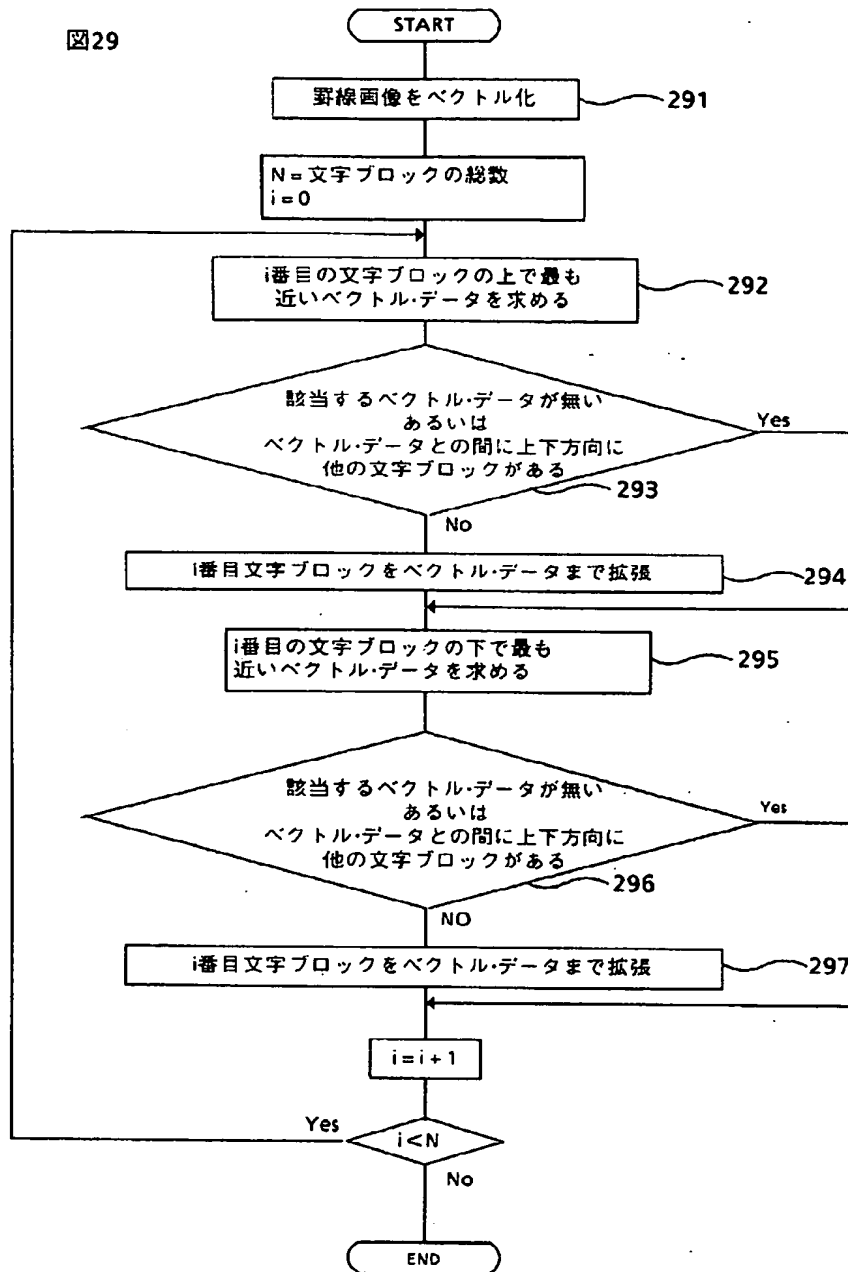 図29
START
罫線画像をベクトル化
291
N=文字ブロックの総数
i=0
i番目の文字ブロックの上で最も
近いベクトル・データを求める
292
該当するベクトル・データが無い
あるいは
ベクトル・データとの間に上下方向に
他の文字ブロックがある
Yes
293
No
i番目文字ブロックをベクトル・データまで拡張
294
i番目の文字ブロックの下で最も
近いベクトル・データを求める
295
該当するベクトル・データが無い
あるいは
ベクトル・データとの間に上下方向に
他の文字ブロックがある
Yes
296
NO
i番目文字ブロックをベクトル・データまで拡張
297
i=i+1
Yes
i<N
No
END